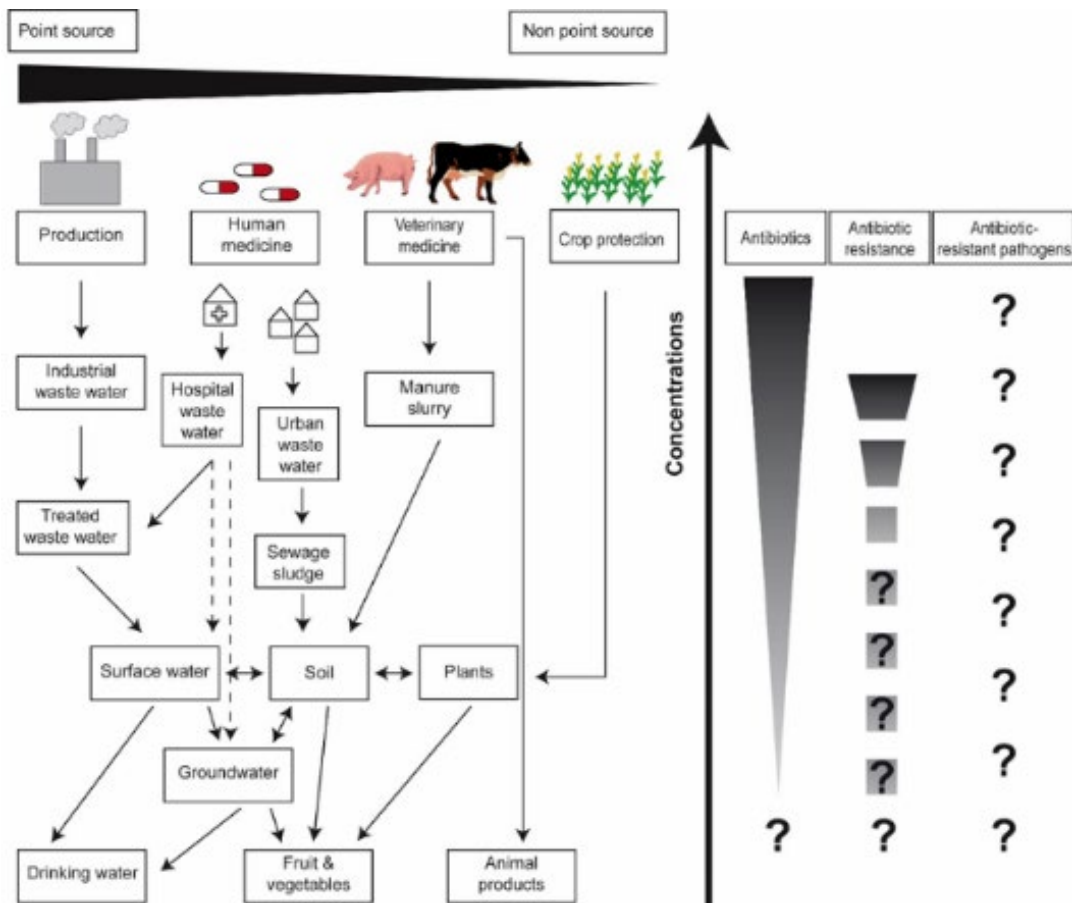 Point source
Non point source
Production
Human
medicine
Veterinary
medicine
Crop protection
Industrial
waste water
Hospital
waste
water
Urban
waste
water
Manure
slurry
Treated
waste water
Sewage
sludge
Surface water
Soil
Plants
Groundwater
Drinking water
Fruit &
vegetables
Animal
products
Concentrations
Antibiotics
Antibiotic
resistance
Antibiotic-
resistant pathogens
?
?
?
?
?
?
?
?
?
?
?
?
?
?